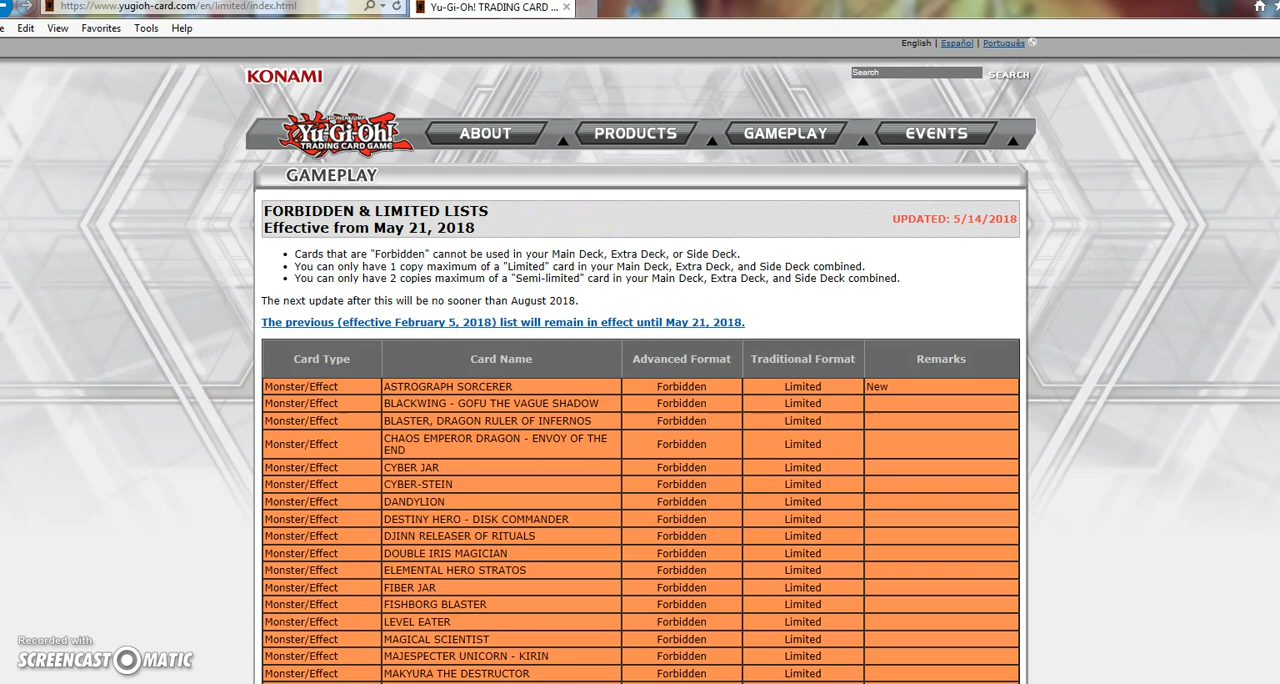 https://www.yugioh-card.com/en/limited/index.html
Yu-Gi-Oh! TRADING CARD ...
Edit View Favorites Tools Help
English | Español | Português
KONAMI
Search SEARCH
SHONEN JUMP
Yu-Gi-Oh!
TRADING CARD GAME
ABOUT PRODUCTS GAMEPLAY EVENTS
GAMEPLAY
FORBIDDEN & LIMITED LISTS
Effective from May 21, 2018
UPDATED: 5/14/2018
• Cards that are "Forbidden" cannot be used in your Main Deck, Extra Deck, or Side Deck.
• You can only have 1 copy maximum of a "Limited" card in your Main Deck, Extra Deck, and Side Deck combined.
• You can only have 2 copies maximum of a "Semi-limited" card in your Main Deck, Extra Deck, and Side Deck combined.
The next update after this will be no sooner than August 2018.
The previous (effective February 5, 2018) list will remain in effect until May 21, 2018.
Card Type Card Name Advanced Format Traditional Format Remarks
Monster/Effect ASTROGRAPH SORCERER Forbidden Limited New
Monster/Effect BLACKWING - GOFU THE VAGUE SHADOW Forbidden Limited
Monster/Effect BLASTER, DRAGON RULER OF INFERNOS Forbidden Limited
Monster/Effect CHAOS EMPEROR DRAGON - ENVOY OF THE
END Forbidden Limited
Monster/Effect CYBER JAR Forbidden Limited
Monster/Effect CYBER-STEIN Forbidden Limited
Monster/Effect DANDYLION Forbidden Limited
Monster/Effect DESTINY HERO - DISK COMMANDER Forbidden Limited
Monster/Effect DJINN RELEASER OF RITUALS Forbidden Limited
Monster/Effect DOUBLE IRIS MAGICIAN Forbidden Limited
Monster/Effect ELEMENTAL HERO STRATOS Forbidden Limited
Monster/Effect FIBER JAR Forbidden Limited
Monster/Effect FISHBORG BLASTER Forbidden Limited
Monster/Effect LEVEL EATER Forbidden Limited
Monster/Effect MAGICAL SCIENTIST Forbidden Limited
Monster/Effect MAJESPECTER UNICORN - KIRIN Forbidden Limited
Monster/Effect MAKYURA THE DESTRUCTOR Forbidden Limited
Recorded with
SCREENCAST-O-MATIC